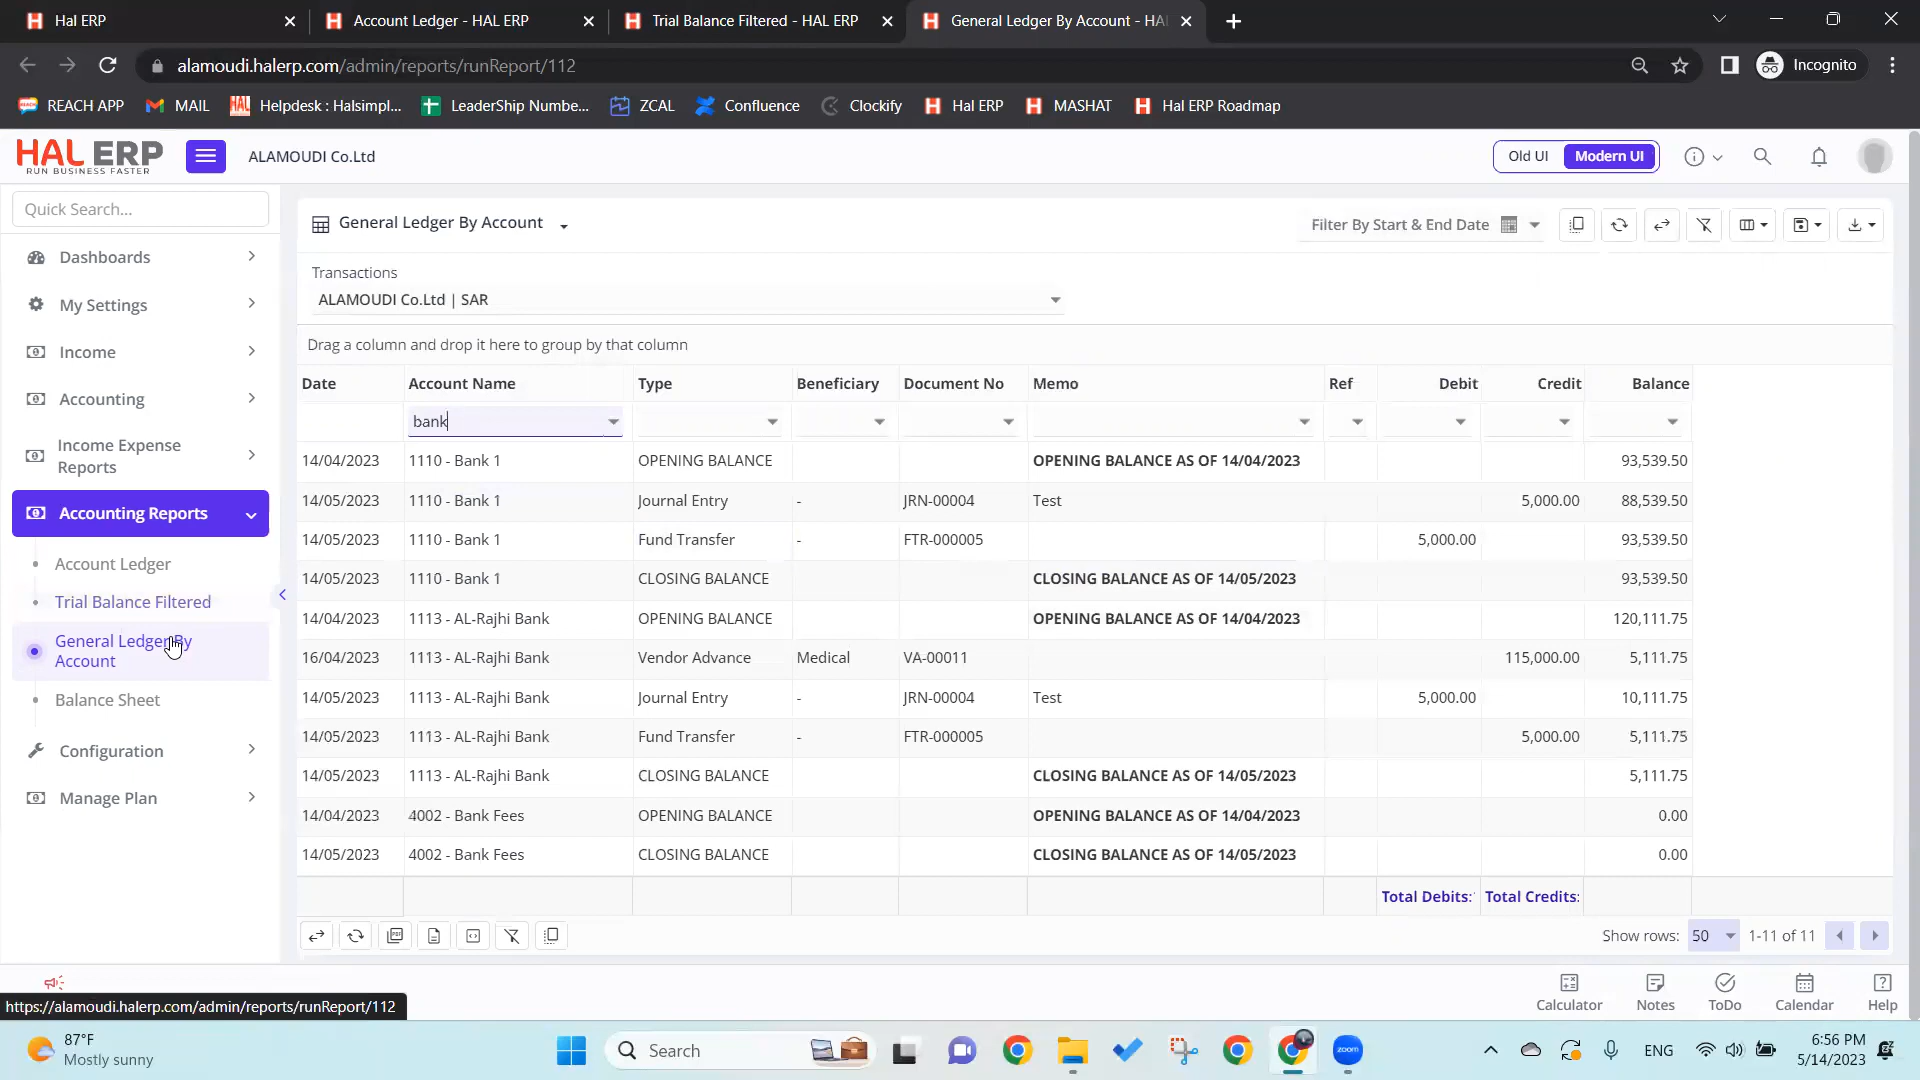 Hal ERP
Account Ledger - HAL ERP
Trial Balance Filtered - HAL ERP
General Ledger By Account - HA
alamoudi.halerp.com/admin/reports/runReport/112
Incognito
REACH APP
MAIL
Helpdesk : Halsimpl...
LeaderShip Numbe...
ZCAL
Confluence
Clockify
Hal ERP
MASHAT
Hal ERP Roadmap
HAL ERP
RUN BUSINESS FASTER
ALAMOUDI Co.Ltd
Old UI
Modern UI
Quick Search...
Dashboards
My Settings
Income
Accounting
Income Expense
Reports
Accounting Reports
Account Ledger
Trial Balance Filtered
General Ledger By
Account
Balance Sheet
Configuration
Manage Plan
General Ledger By Account
Filter By Start & End Date
Transactions
ALAMOUDI Co.Ltd | SAR
Drag a column and drop it here to group by that column
Date Account Name Type Beneficiary Document No Memo Ref Debit Credit Balance
bank
14/04/2023 1110 - Bank 1 OPENING BALANCE OPENING BALANCE AS OF 14/04/2023 93,539.50
14/05/2023 1110 - Bank 1 Journal Entry - JRN-00004 Test 5,000.00 88,539.50
14/05/2023 1110 - Bank 1 Fund Transfer - FTR-000005 5,000.00 93,539.50
14/05/2023 1110 - Bank 1 CLOSING BALANCE CLOSING BALANCE AS OF 14/05/2023 93,539.50
14/04/2023 1113 - AL-Rajhi Bank OPENING BALANCE OPENING BALANCE AS OF 14/04/2023 120,111.75
16/04/2023 1113 - AL-Rajhi Bank Vendor Advance Medical VA-00011 115,000.00 5,111.75
14/05/2023 1113 - AL-Rajhi Bank Journal Entry - JRN-00004 Test 5,000.00 10,111.75
14/05/2023 1113 - AL-Rajhi Bank Fund Transfer - FTR-000005 5,000.00 5,111.75
14/05/2023 1113 - AL-Rajhi Bank CLOSING BALANCE CLOSING BALANCE AS OF 14/05/2023 5,111.75
14/04/2023 4002 - Bank Fees OPENING BALANCE OPENING BALANCE AS OF 14/04/2023 0.00
14/05/2023 4002 - Bank Fees CLOSING BALANCE CLOSING BALANCE AS OF 14/05/2023 0.00
Total Debits: Total Credits:
Show rows: 50 1-11 of 11
Calculator
Notes
ToDo
Calendar
Help
https://alamoudi.halerp.com/admin/reports/runReport/112
87°F
Mostly sunny
Search
zoom
ENG
6:56 PM
5/14/2023